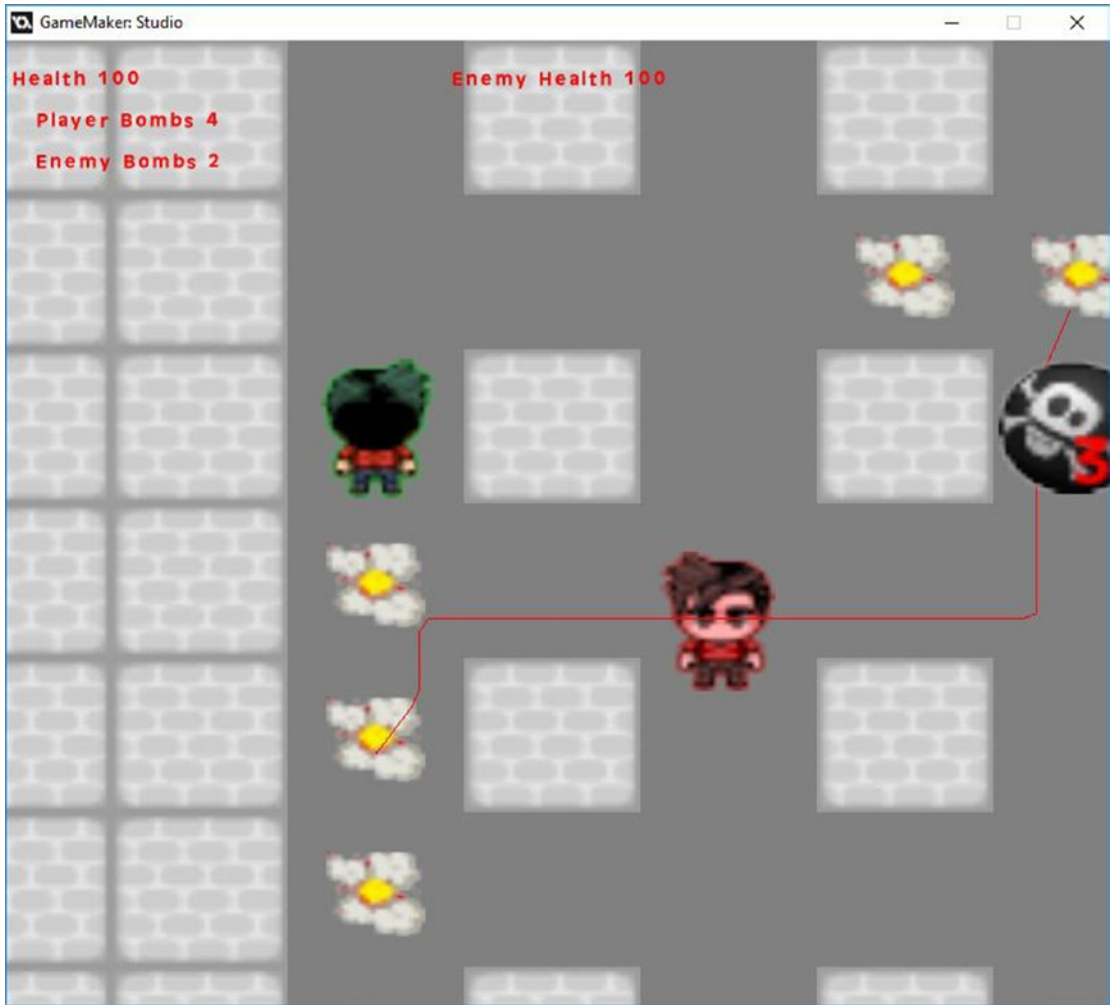 GameMaker: Studio
Health 100
Enemy Health 100
Player Bombs 4
Enemy Bombs 2
3